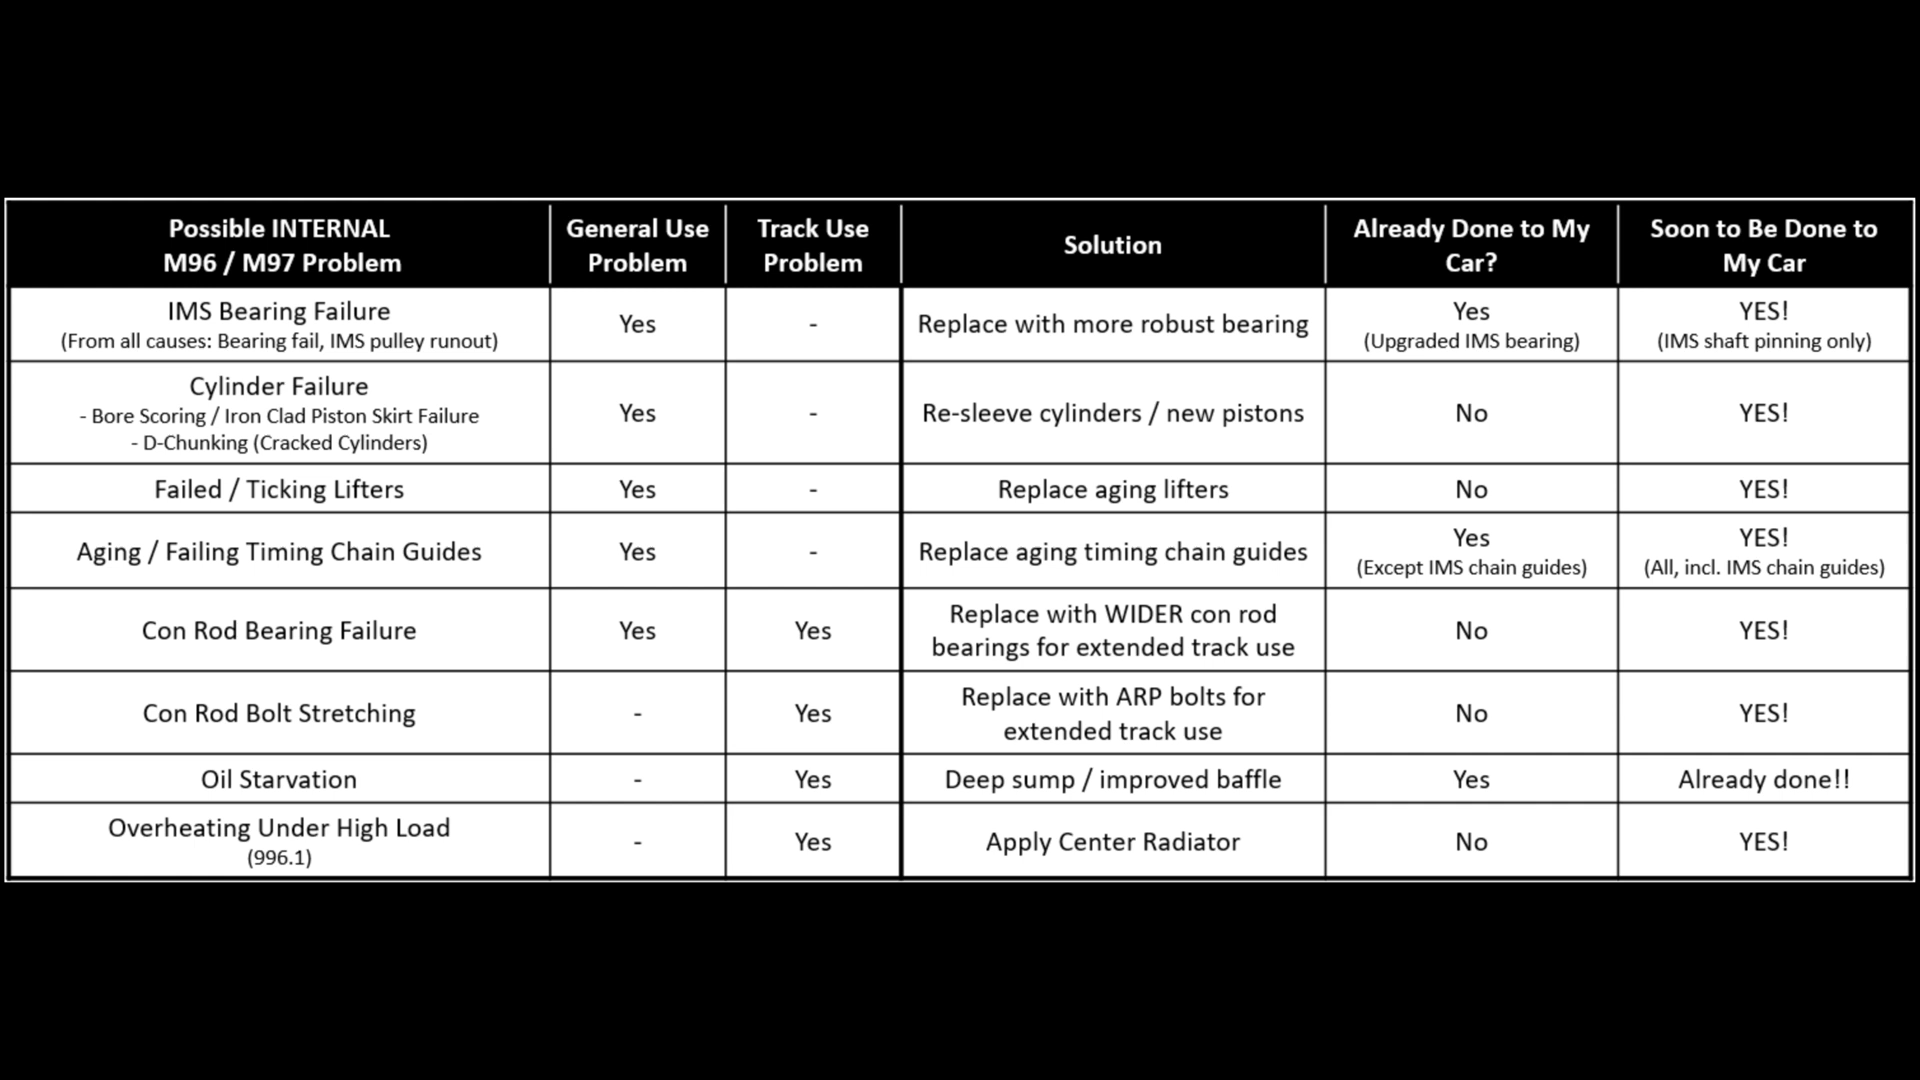 Possible INTERNAL
M96 / M97 Problem
General Use
Problem
Track Use
Problem
Solution
Already Done to My
Car?
Soon to Be Done to
My Car
IMS Bearing Failure
(From all causes: Bearing fail, IMS pulley runout)
Yes
-
Replace with more robust bearing
Yes
(Upgraded IMS bearing)
YES!
(IMS shaft pinning only)
Cylinder Failure
- Bore Scoring / Iron Clad Piston Skirt Failure
- D-Chunking (Cracked Cylinders)
Yes
-
Re-sleeve cylinders / new pistons
No
YES!
Failed / Ticking Lifters
Yes
-
Replace aging lifters
No
YES!
Aging / Failing Timing Chain Guides
Yes
-
Replace aging timing chain guides
Yes
(Except IMS chain guides)
YES!
(All, incl. IMS chain guides)
Con Rod Bearing Failure
Yes
Yes
Replace with WIDER con rod
bearings for extended track use
No
YES!
Con Rod Bolt Stretching
-
Yes
Replace with ARP bolts for
extended track use
No
YES!
Oil Starvation
-
Yes
Deep sump / improved baffle
Yes
Already done!!
Overheating Under High Load
(996.1)
-
Yes
Apply Center Radiator
No
YES!